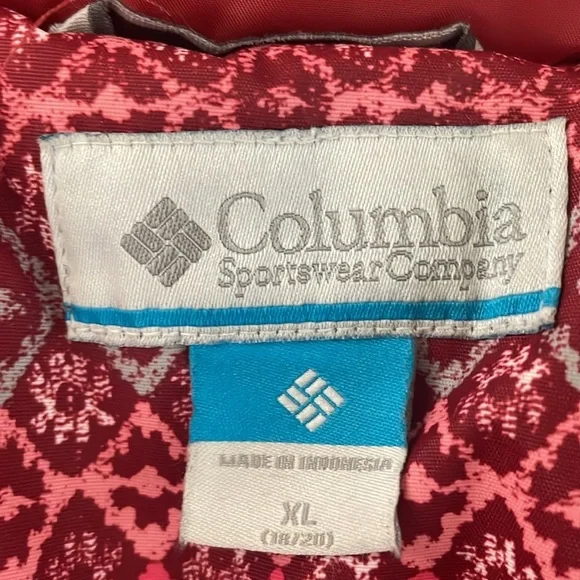 Columbia
Sportswear Company
MADE IN INDONESIA
XL
(18/20)